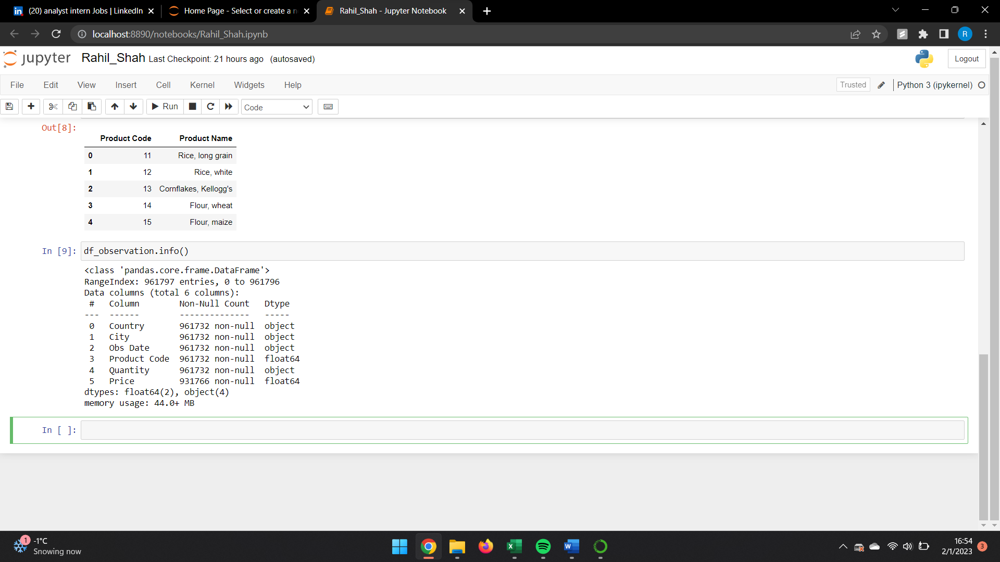 (20) analyst intern Jobs | LinkedIn
Home Page - Select or create a n
Rahil_Shah - Jupyter Notebook
localhost:8890/notebooks/Rahil_Shah.ipynb
R
jupyter Rahil_Shah Last Checkpoint: 21 hours ago (autosaved)
Logout
File Edit View Insert Cell Kernel Widgets Help
Trusted Python 3 (ipykernel)
Run Code
Out[8]:
Product Code Product Name
0 11 Rice, long grain
1 12 Rice, white
2 13 Cornflakes, Kellogg's
3 14 Flour, wheat
4 15 Flour, maize
In [9]: df_observation.info()
<class 'pandas.core.frame.DataFrame'>
RangeIndex: 961797 entries, 0 to 961796
Data columns (total 6 columns):
# Column Non-Null Count Dtype
--- ------ -------------- -----
0 Country 961732 non-null object
1 City 961732 non-null object
2 Obs Date 961732 non-null object
3 Product Code 961732 non-null float64
4 Quantity 961732 non-null object
5 Price 931766 non-null float64
dtypes: float64(2), object(4)
memory usage: 44.0+ MB
In [ ]:
1 -1°C
Snowing now
16:54
2/1/2023
3